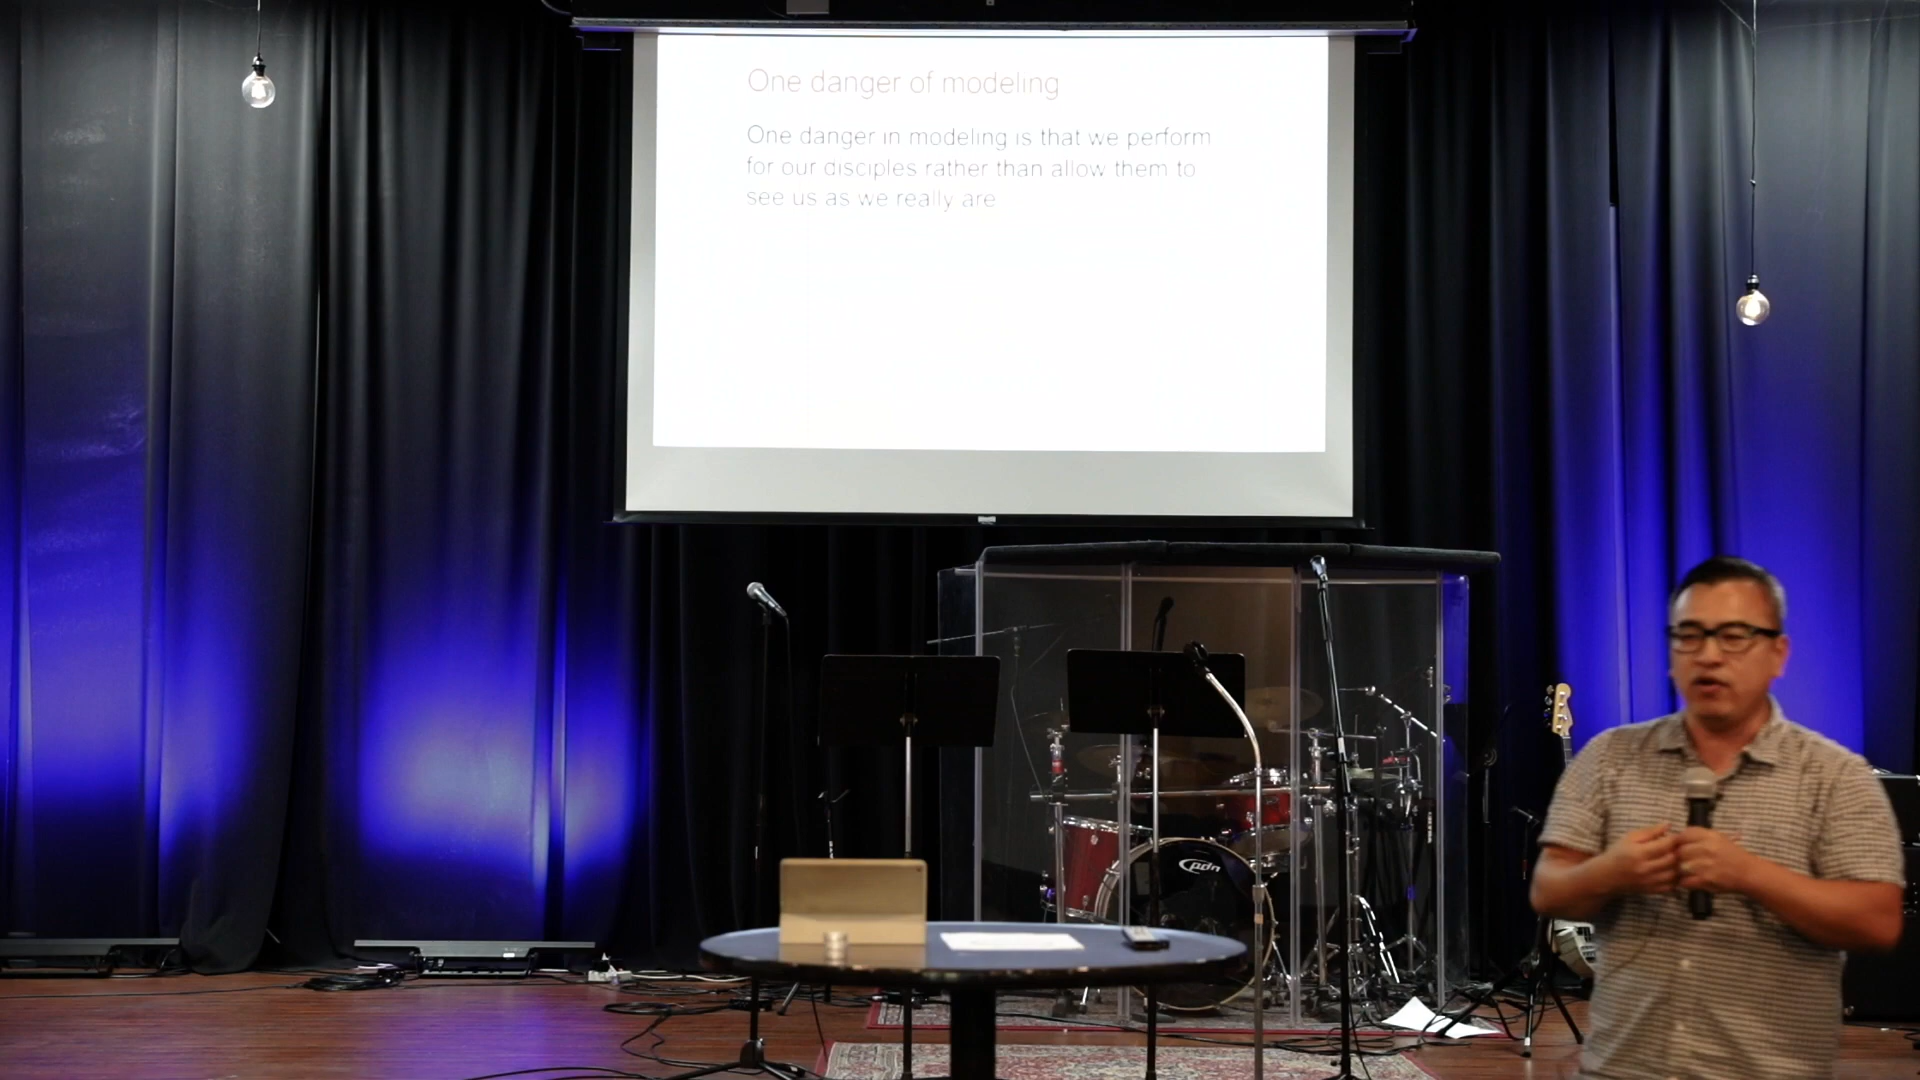 One danger of modeling
One danger in modeling is that we perform
for our disciples rather than allow them to
see us as we really are
pdp